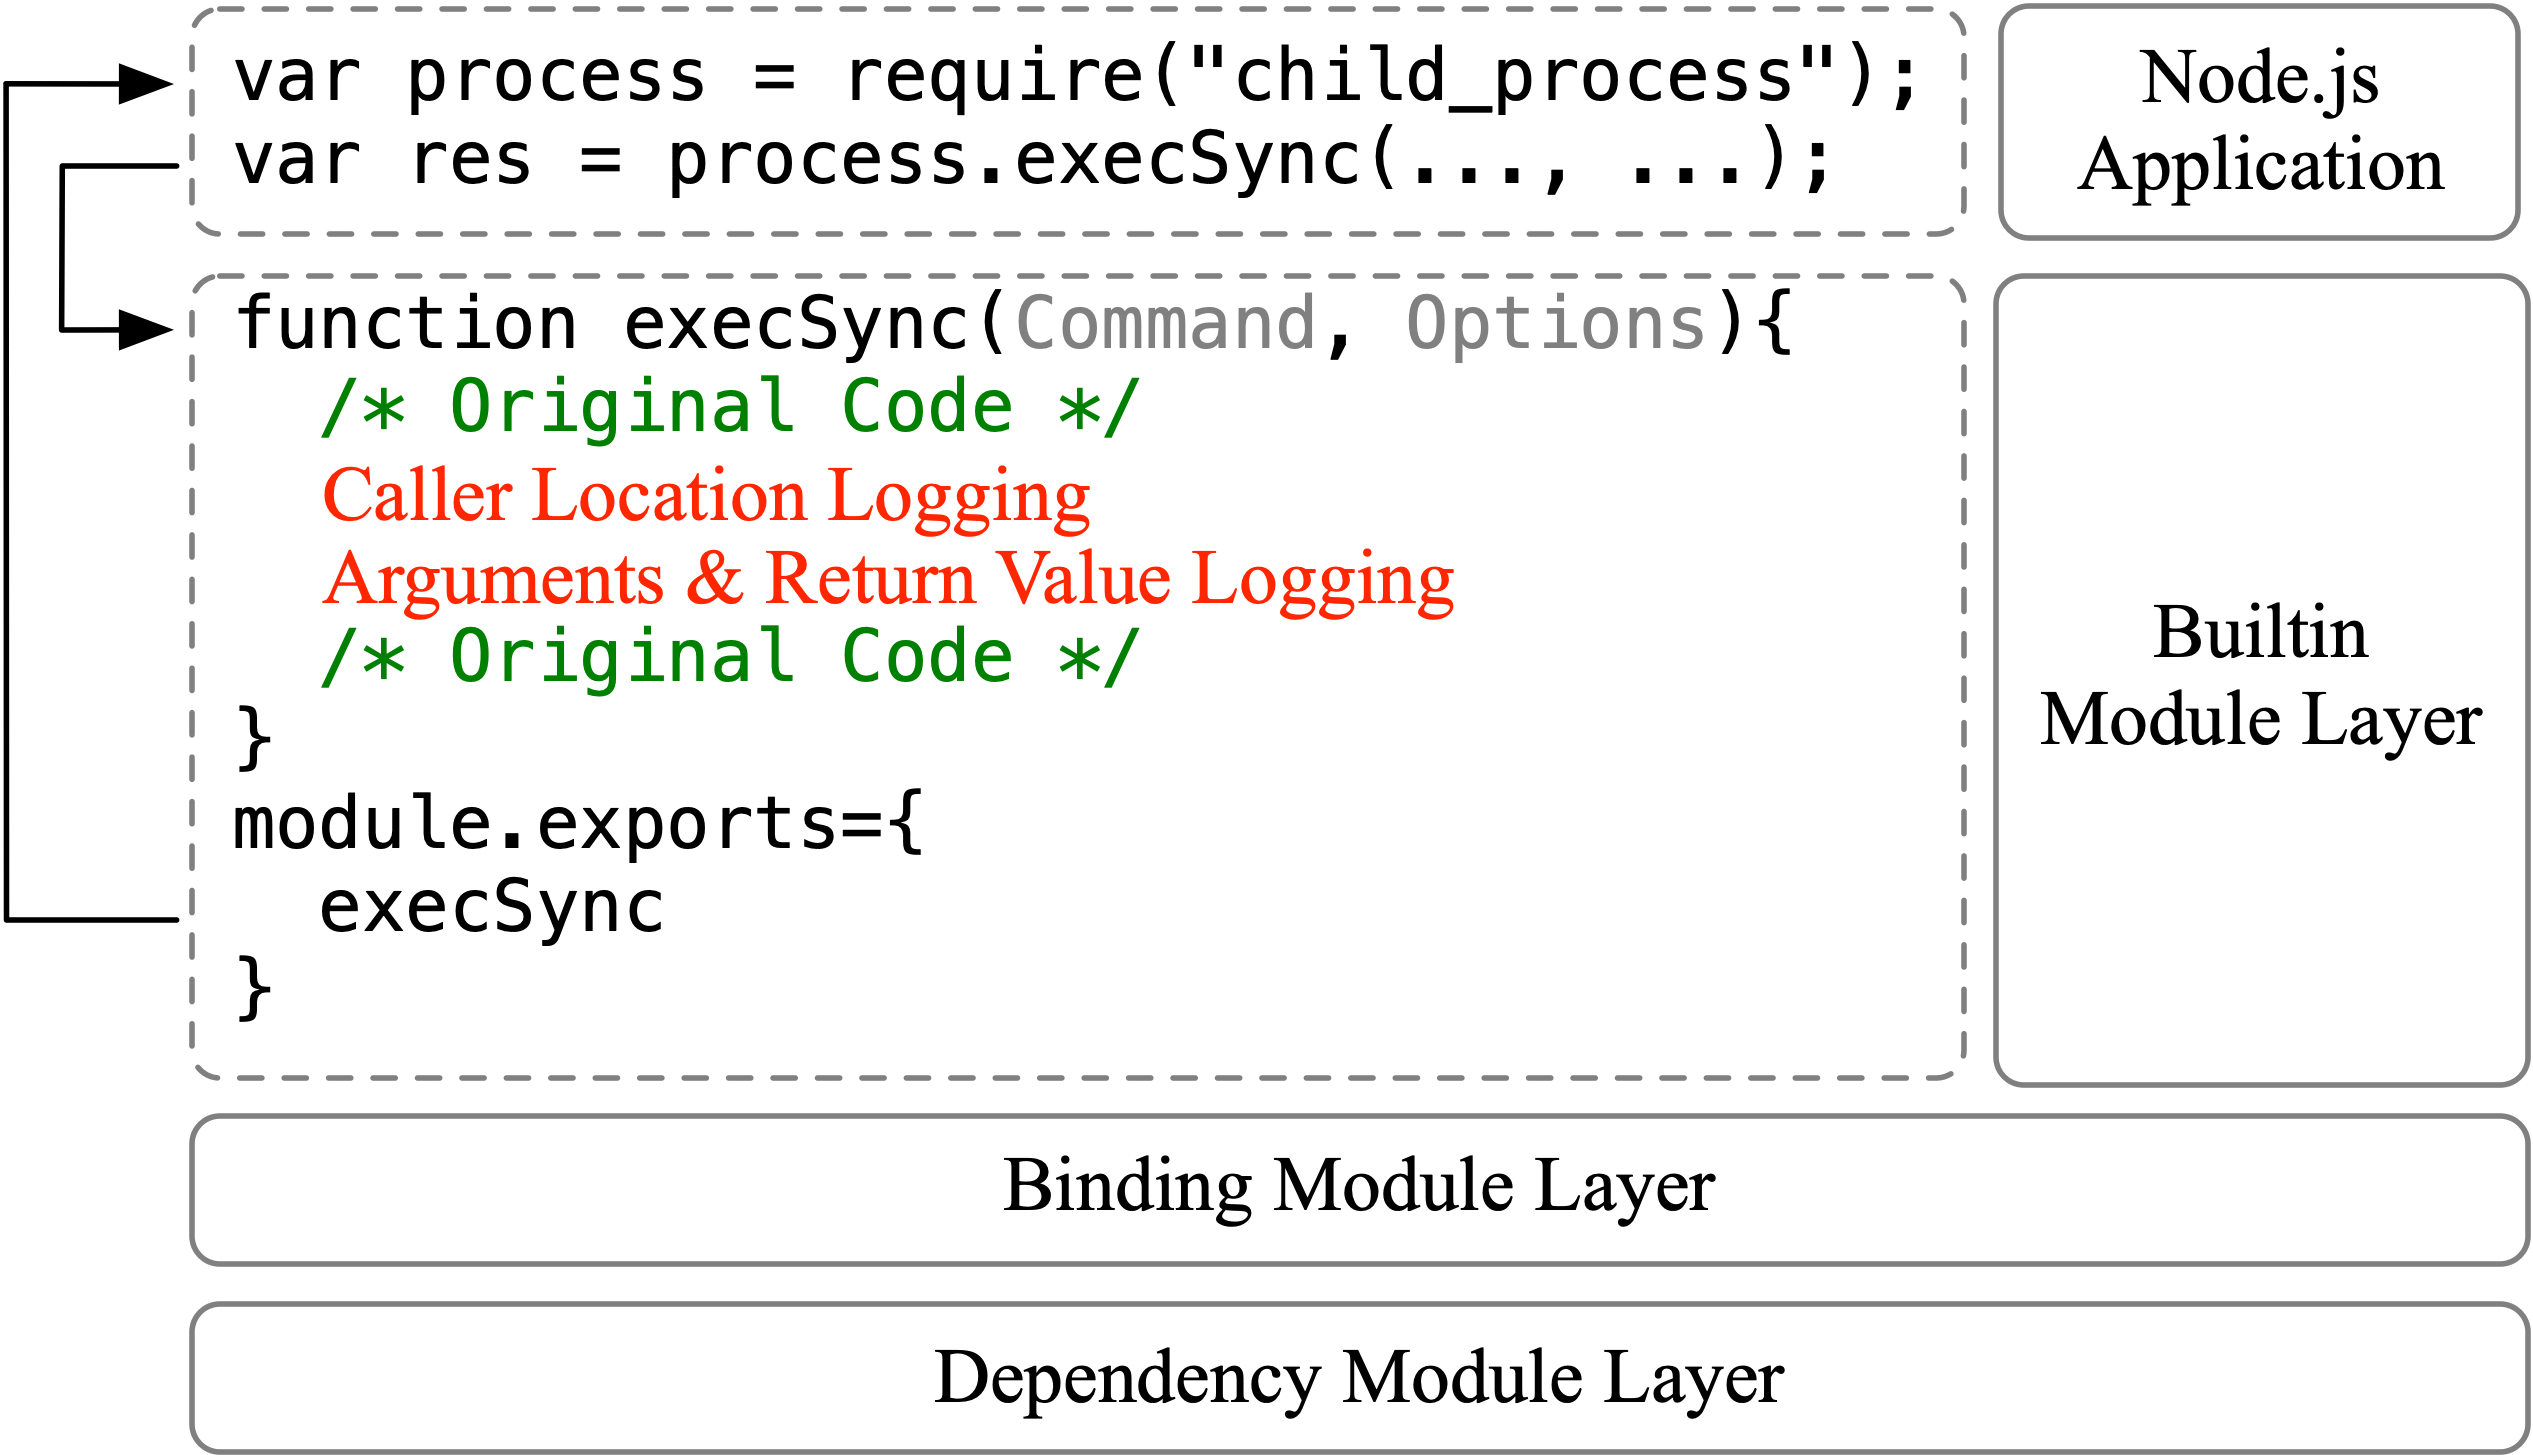 var process = require("child_process");
var res = process.execSync(..., ...);
Node.js
Application
function execSync(Command, Options){
/* Original Code */
Caller Location Logging
Arguments & Return Value Logging
/* Original Code */
}
module.exports={
execSync
}
Builtin
Module Layer
Binding Module Layer
Dependency Module Layer